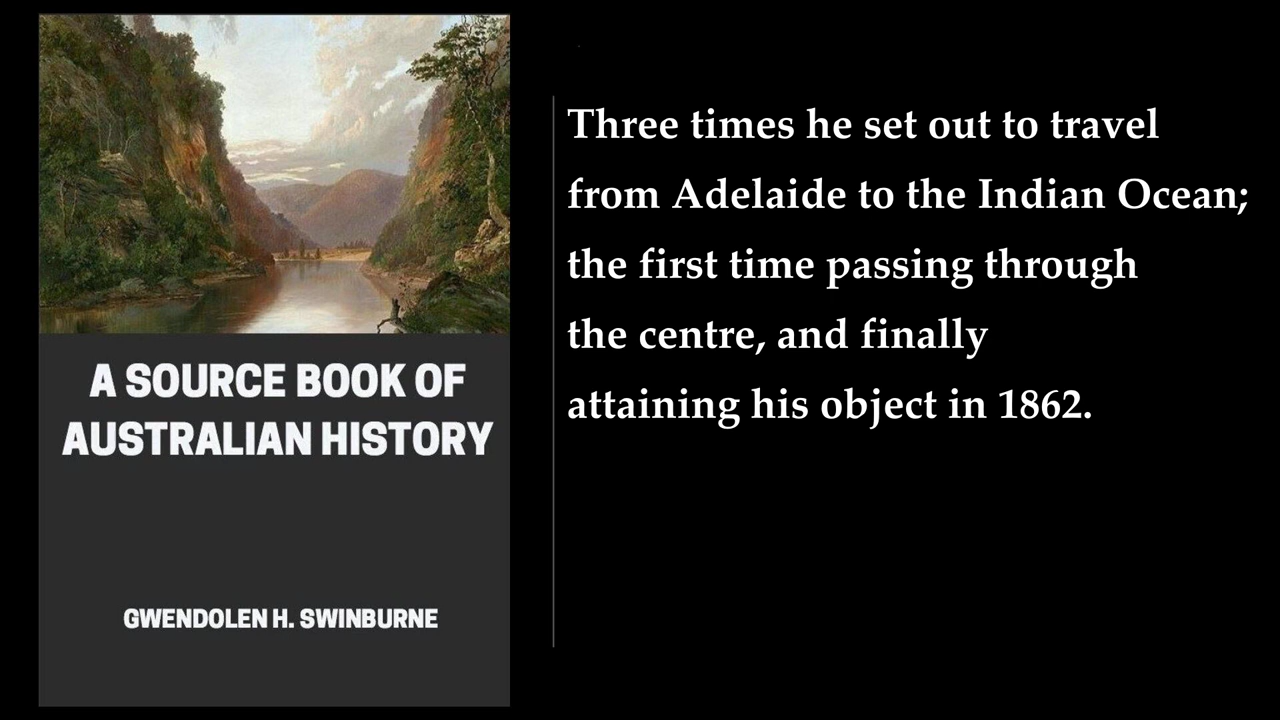 A SOURCE BOOK OF
AUSTRALIAN HISTORY
GWENDOLEN H. SWINBURNE
Three times he set out to travel
from Adelaide to the Indian Ocean;
the first time passing through
the centre, and finally
attaining his object in 1862.